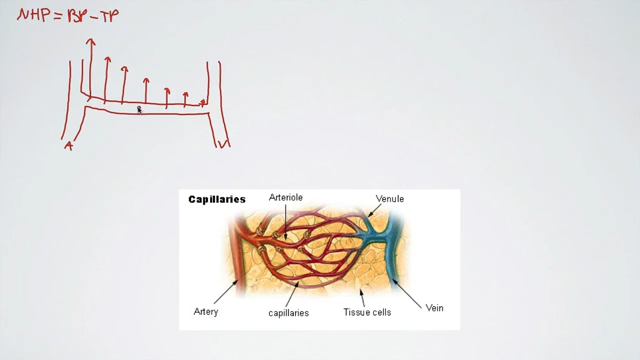 NHP = BP - TP
A
V
Capillaries
Arteriole
Venule
Artery
capillaries
Tissue cells
Vein